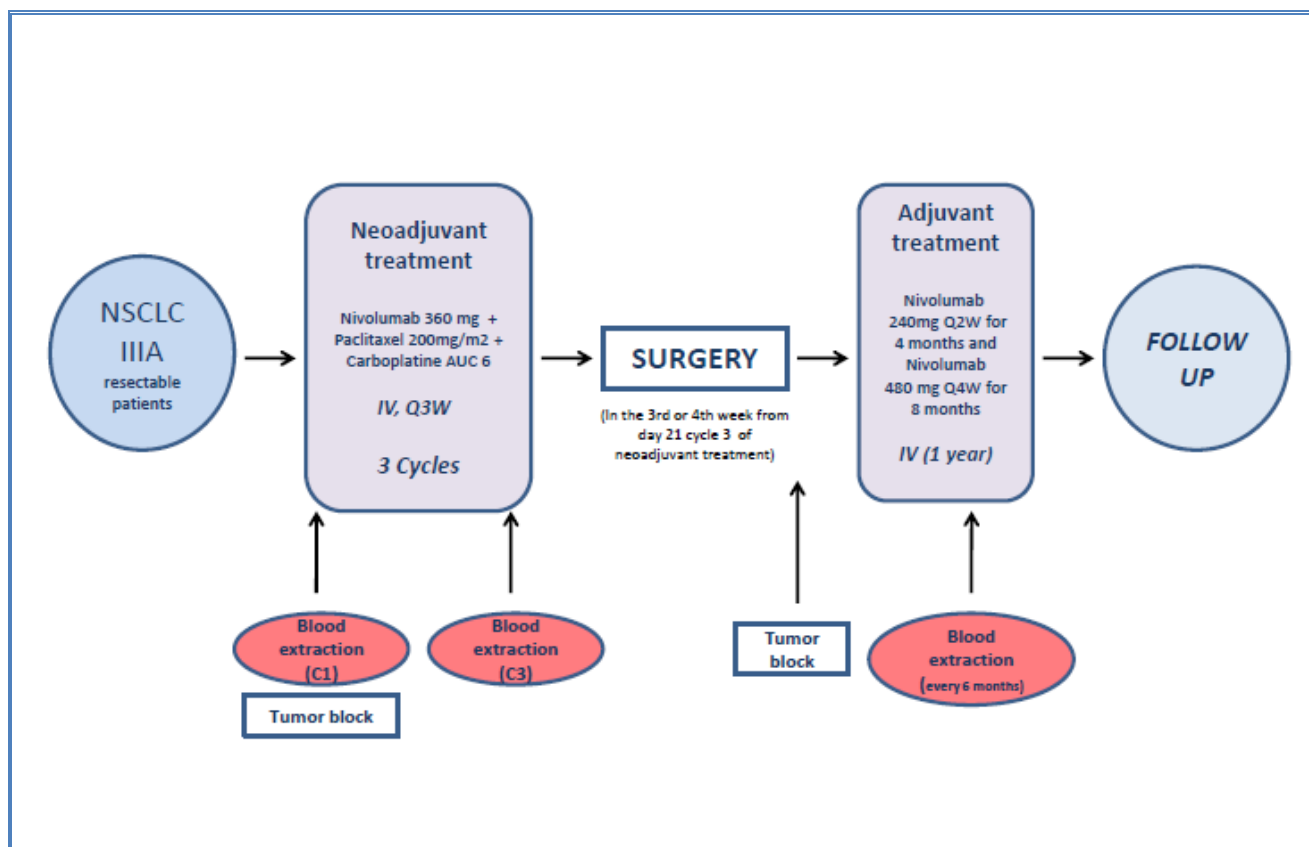 NSCLC
IIIA
resectable
patients
Neoadjuvant
treatment
Nivolumab 360 mg +
Paclitaxel 200mg/m2 +
Carboplatine AUC 6
IV, Q3W
3 Cycles
SURGERY
(In the 3rd or 4th week from
day 21 cycle 3 of
neoadjuvant treatment)
Adjuvant
treatment
Nivolumab
240mg Q2W for
4 months and
Nivolumab
480 mg Q4W for
8 months
IV (1 year)
FOLLOW
UP
Blood
extraction
(C1)
Tumor block
Blood
extraction
(C3)
Tumor
block
Blood
extraction
(every 6 months)